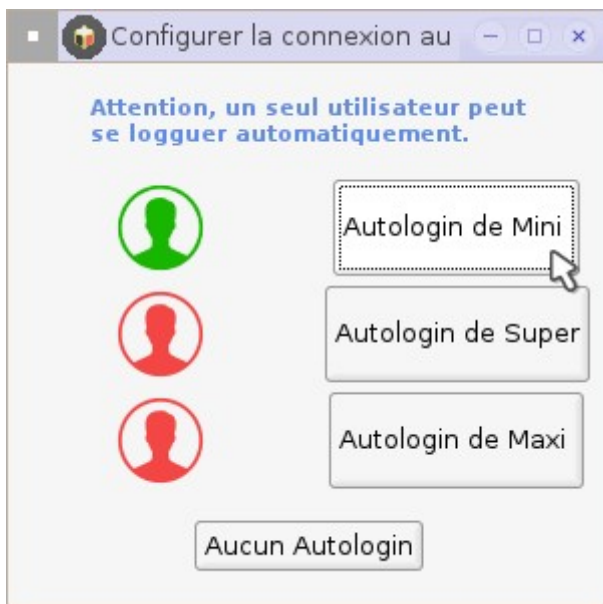 Configurer la connexion au
Attention, un seul utilisateur peut
se logguer automatiquement.
Autologin de Mini
Autologin de Super
Autologin de Maxi
Aucun Autologin